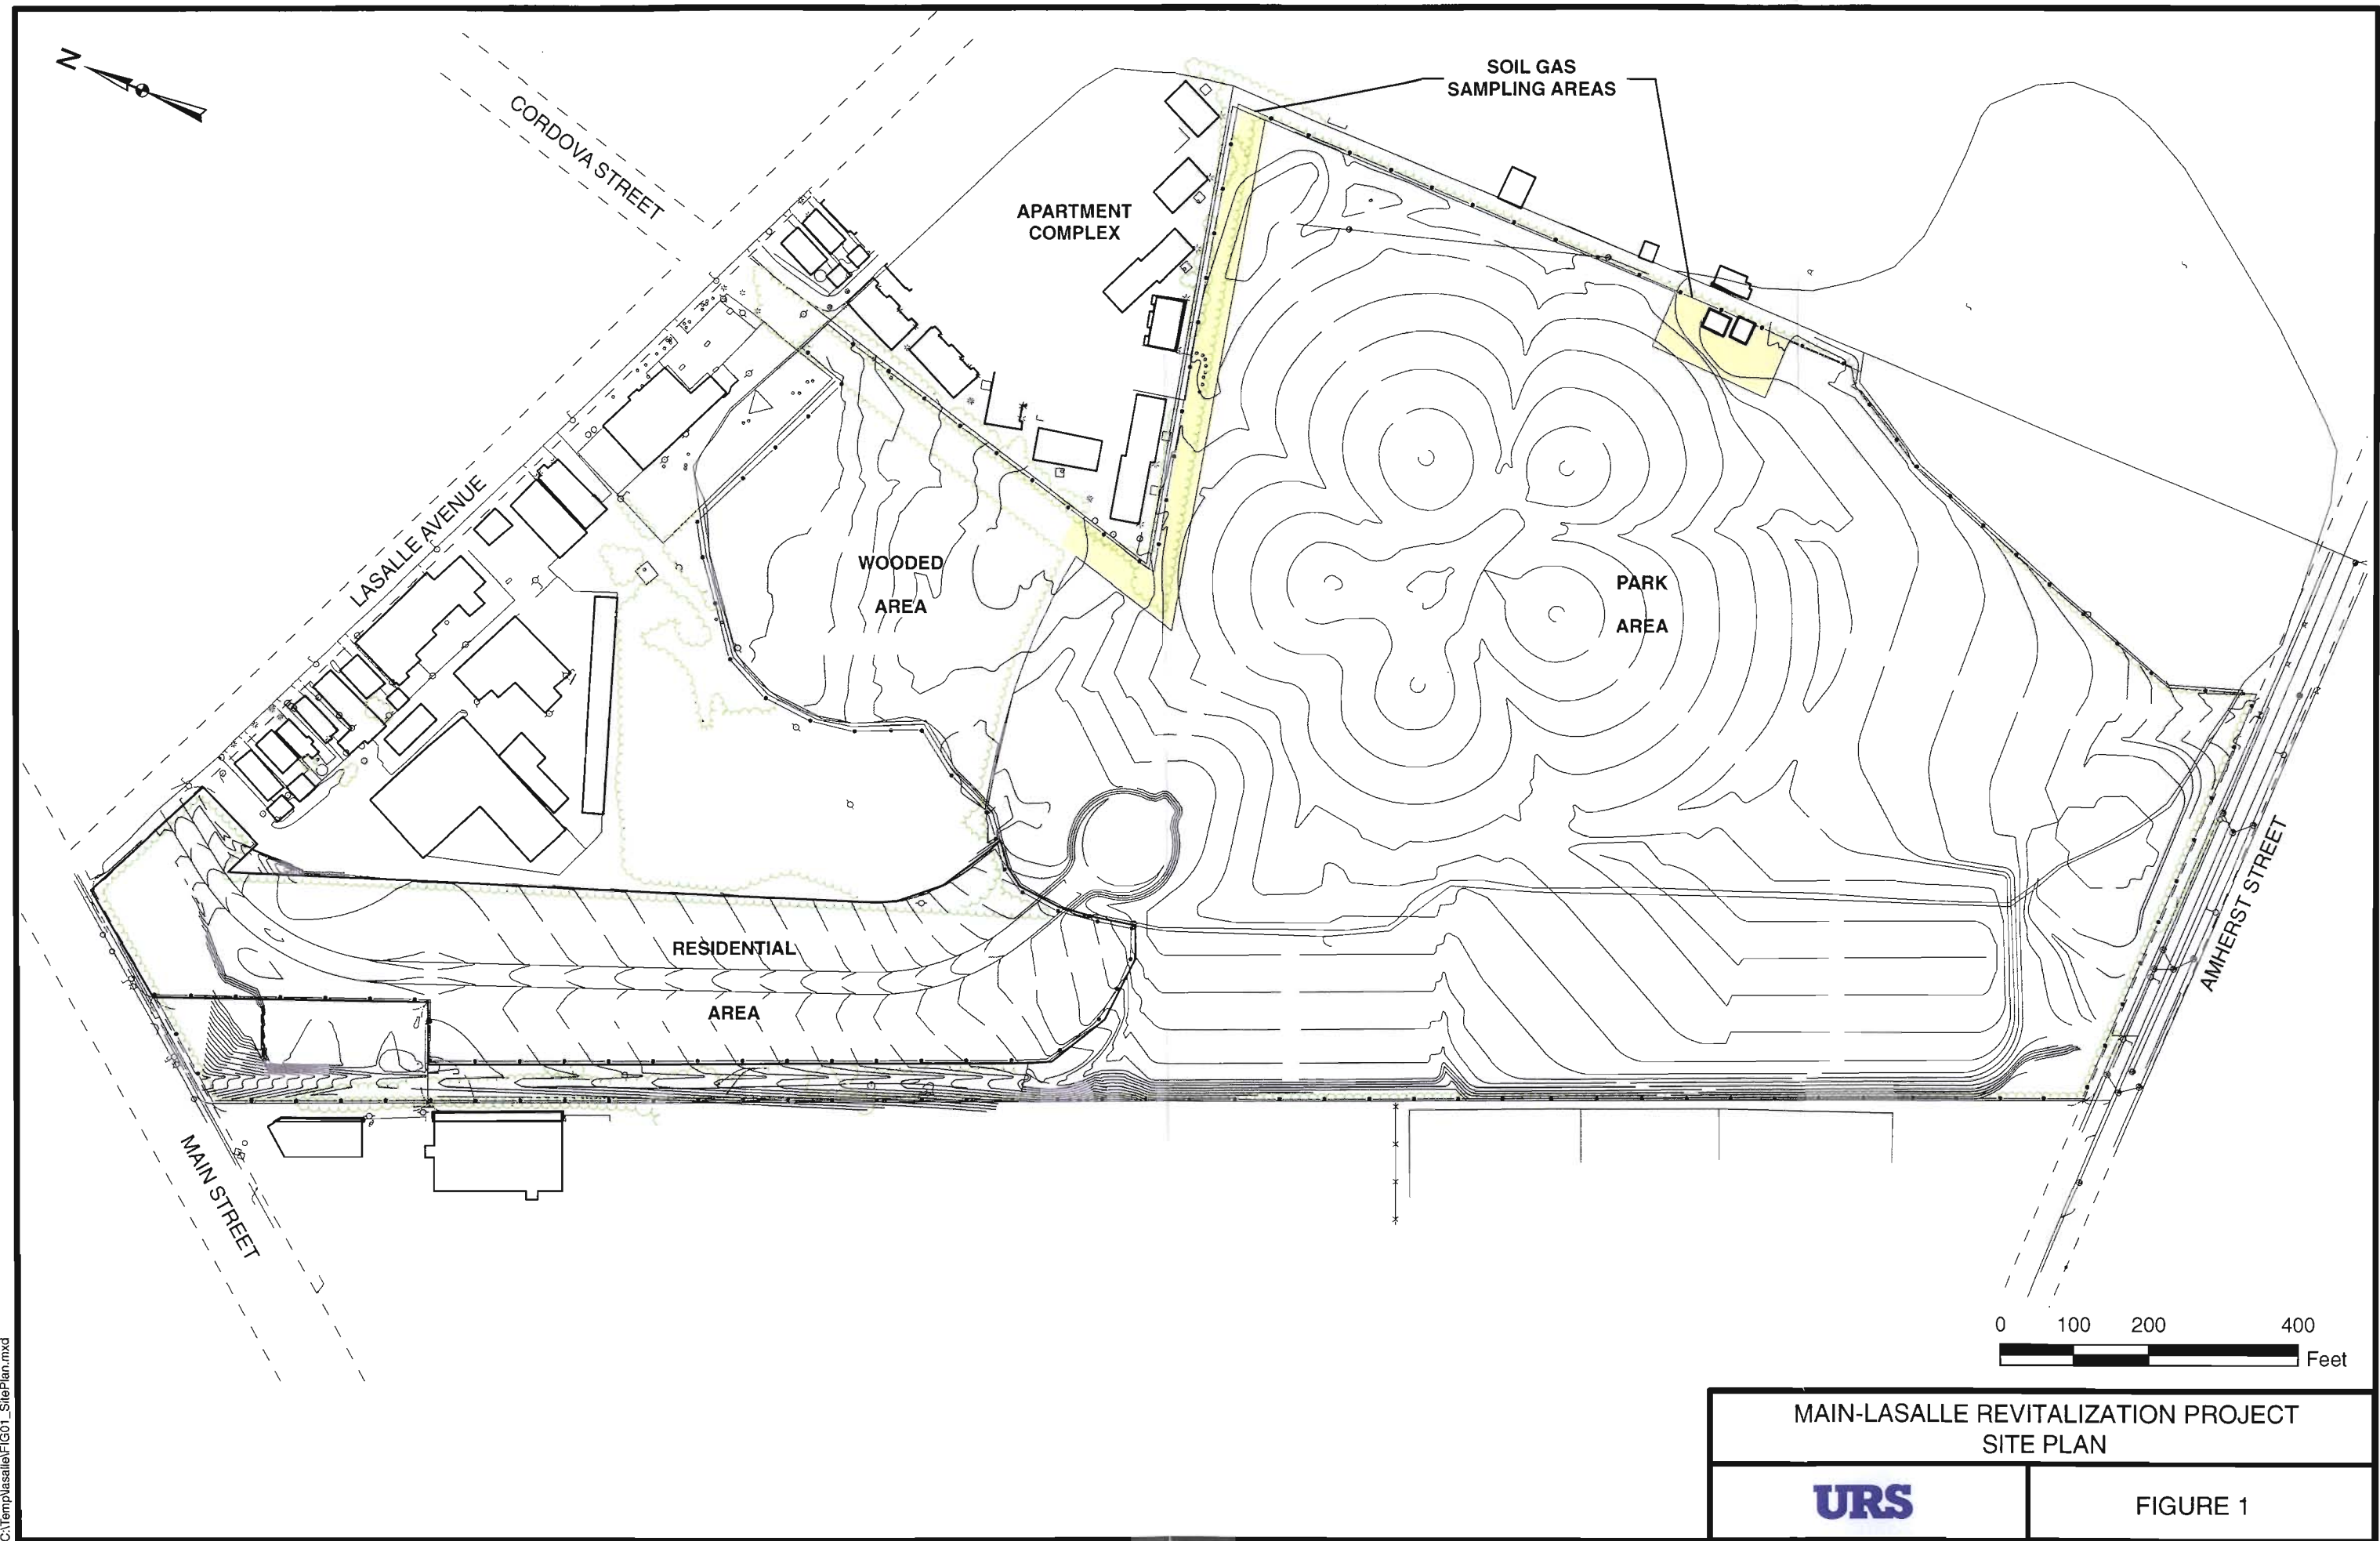 N
CORDOVA STREET
SOIL GAS
SAMPLING AREAS
APARTMENT
COMPLEX
LASALLE AVENUE
WOODED
AREA
PARK
AREA
RESIDENTIAL
AREA
AMHERST STREET
MAIN STREET
0 100 200 400
Feet
MAIN-LASALLE REVITALIZATION PROJECT
SITE PLAN
URS
FIGURE 1
C:\Temp\lasalle\FIG01_SitePlan.mxd